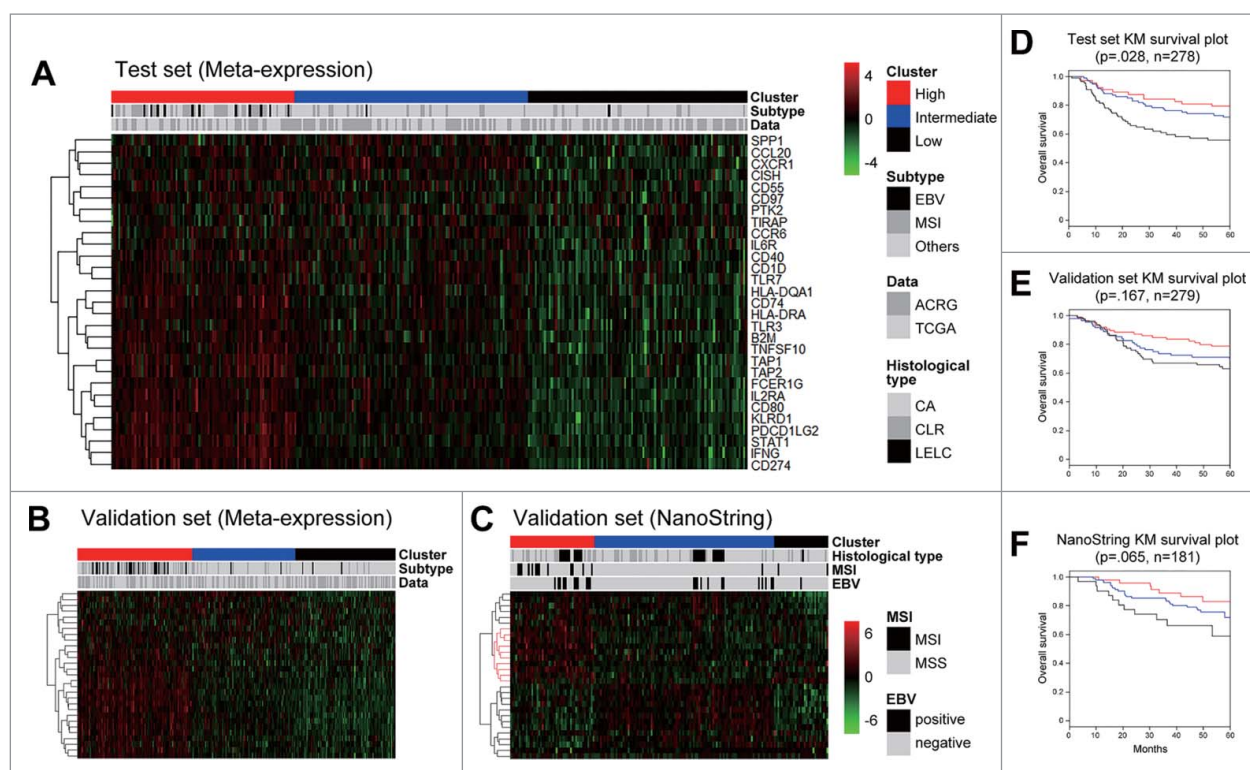 A
Test set (Meta-expression)
Cluster
Subtype
Data
SPP1
CCL20
CXCR1
CISH
CD55
CD97
PTK2
TIRAP
CCR6
IL6R
CD40
CD1D
TLR7
HLA-DQA1
CD74
HLA-DRA
TLR3
B2M
TNFSF10
TAP1
TAP2
FCER1G
IL2RA
CD80
KLRD1
PDCD1LG2
STAT1
IFNG
CD274
4
2
0
-2
-4
Cluster
High
Intermediate
Low
Subtype
EBV
MSI
Others
Data
ACRG
TCGA
Histological
type
CA
CLR
LELC
B
Validation set (Meta-expression)
Cluster
Subtype
Data
C
Validation set (NanoString)
Cluster
Histological type
MSI
EBV
6
4
0
-4
-6
MSI
MSI
MSS
EBV
positive
negative
D
Test set KM survival plot
(p=.028, n=278)
Overall survival
1.0
0.8
0.6
0.4
0.2
0
0 10 20 30 40 50 60
E
Validation set KM survival plot
(p=.167, n=279)
Overall survival
1.0
0.8
0.6
0.4
0.2
0
0 10 20 30 40 50 60
F
NanoString KM survival plot
(p=.065, n=181)
Overall survival
1.0
0.8
0.6
0.4
0.2
0
0 10 20 30 40 50 60
Months